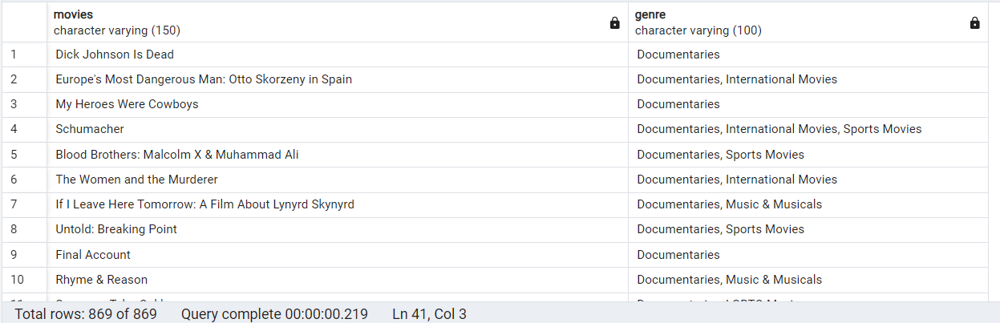 movies genre
character varying (150) character varying (100)
1 Dick Johnson Is Dead Documentaries
2 Europe's Most Dangerous Man: Otto Skorzeny in Spain Documentaries, International Movies
3 My Heroes Were Cowboys Documentaries
4 Schumacher Documentaries, International Movies, Sports Movies
5 Blood Brothers: Malcolm X & Muhammad Ali Documentaries, Sports Movies
6 The Women and the Murderer Documentaries, International Movies
7 If I Leave Here Tomorrow: A Film About Lynyrd Skynyrd Documentaries, Music & Musicals
8 Untold: Breaking Point Documentaries, Sports Movies
9 Final Account Documentaries
10 Rhyme & Reason Documentaries, Music & Musicals
Total rows: 869 of 869 Query complete 00:00:00.219 Ln 41, Col 3